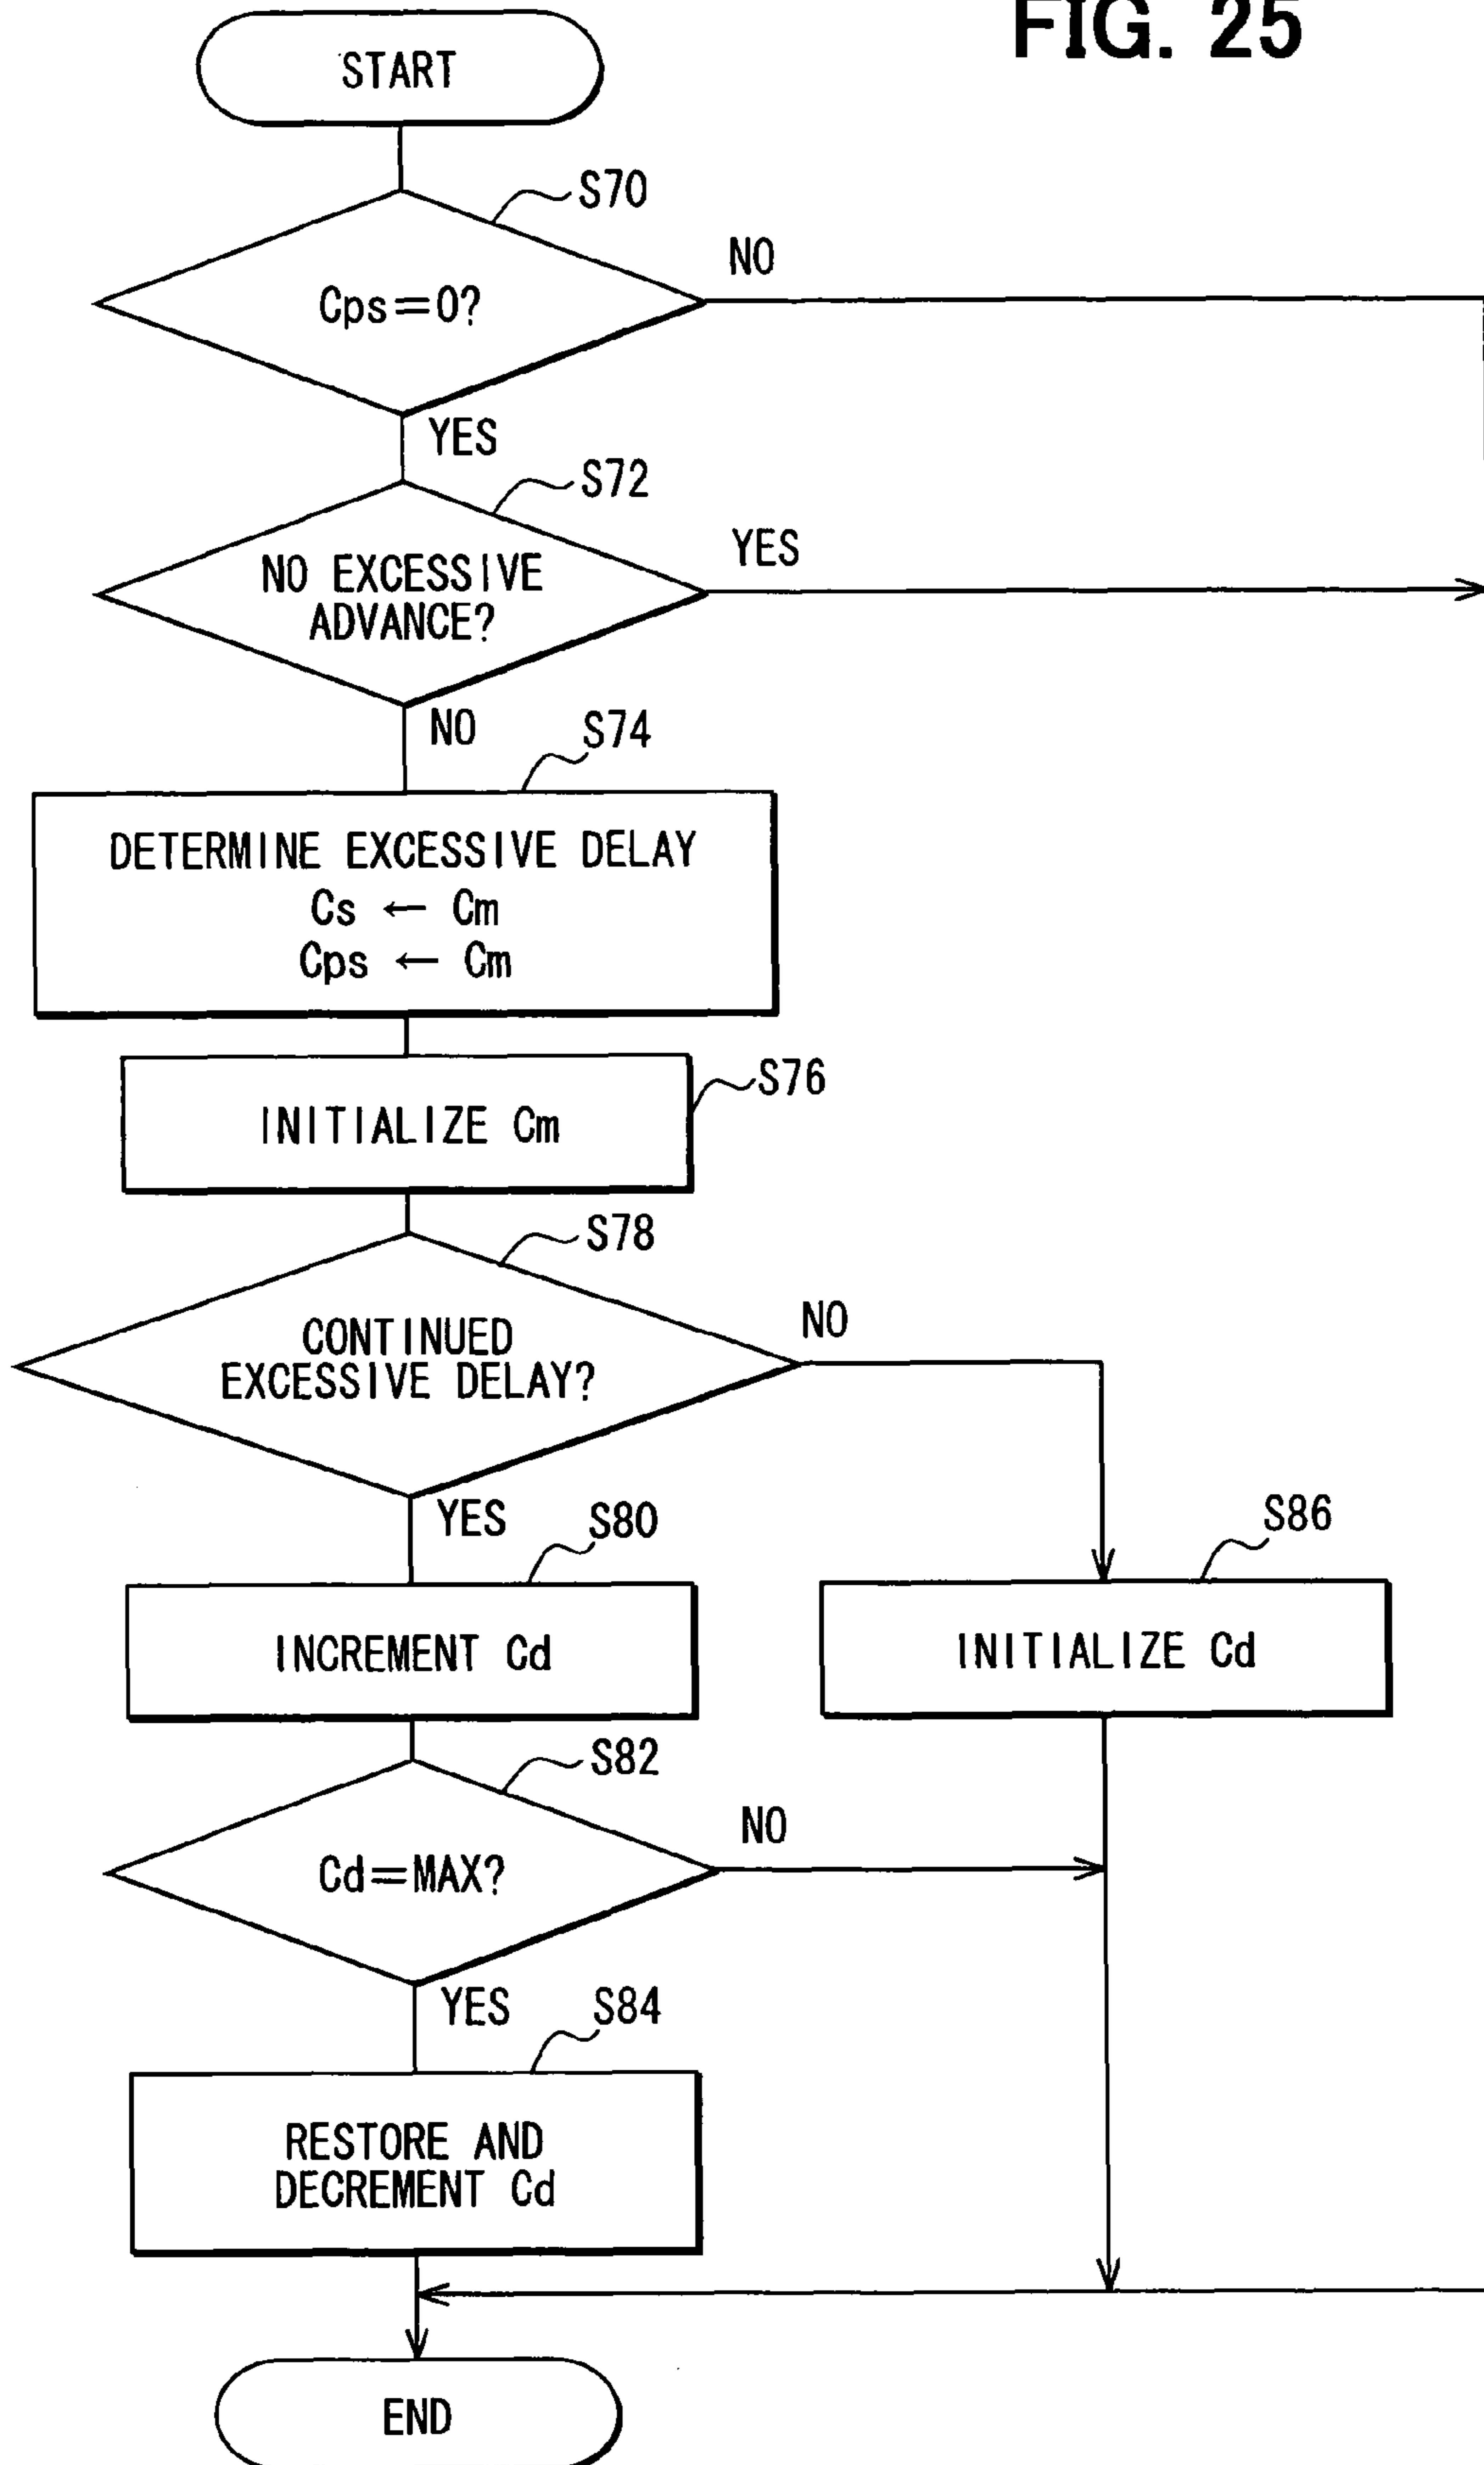 FIG. 25
START
S70
Cps=0?
NO
YES
S72
NO EXCESSIVE
ADVANCE?
YES
NO
S74
DETERMINE EXCESSIVE DELAY
Cs ← Cm
Cps ← Cm
S76
INITIALIZE Cm
S78
CONTINUED
EXCESSIVE DELAY?
NO
YES
S80
INCREMENT Cd
S86
INITIALIZE Cd
S82
Cd=MAX?
NO
YES
S84
RESTORE AND
DECREMENT Cd
END